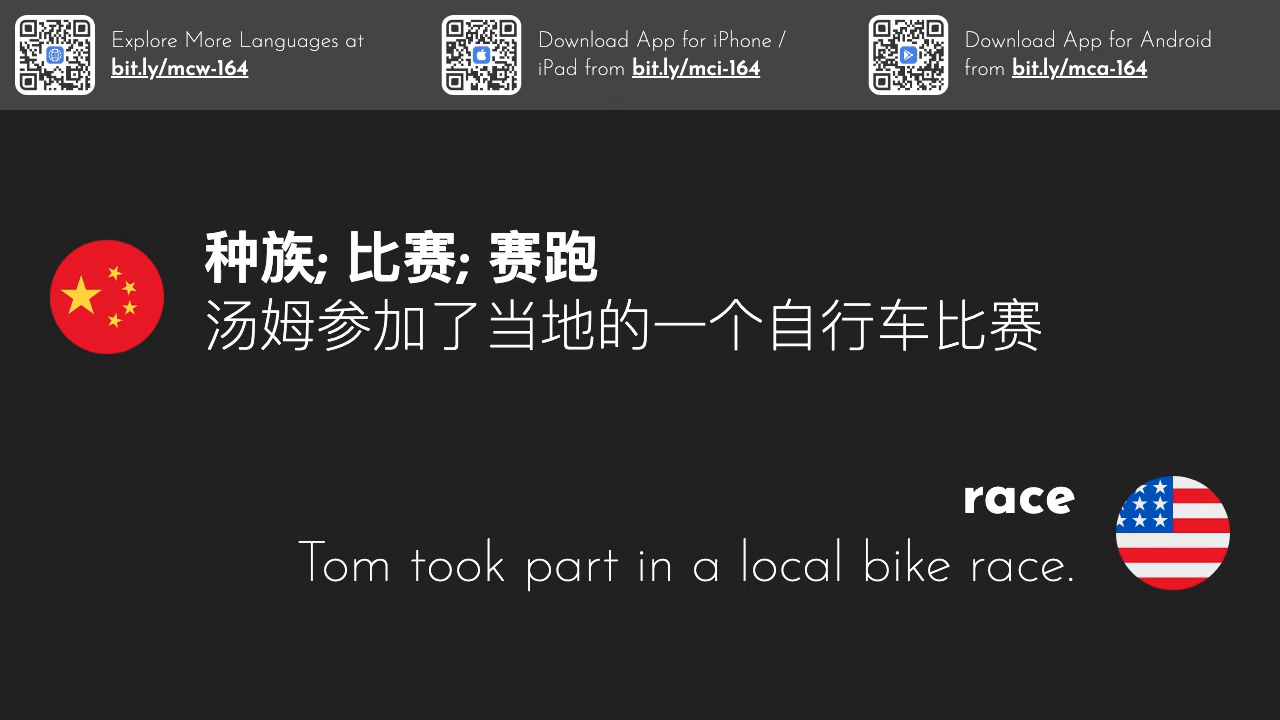 Explore More Languages at
bit.ly/mcw-164
Download App for iPhone /
iPad from bit.ly/mci-164
Download App for Android
from bit.ly/mca-164
种族; 比赛; 赛跑
汤姆参加了当地的一个自行车比赛
race
Tom took part in a local bike race.